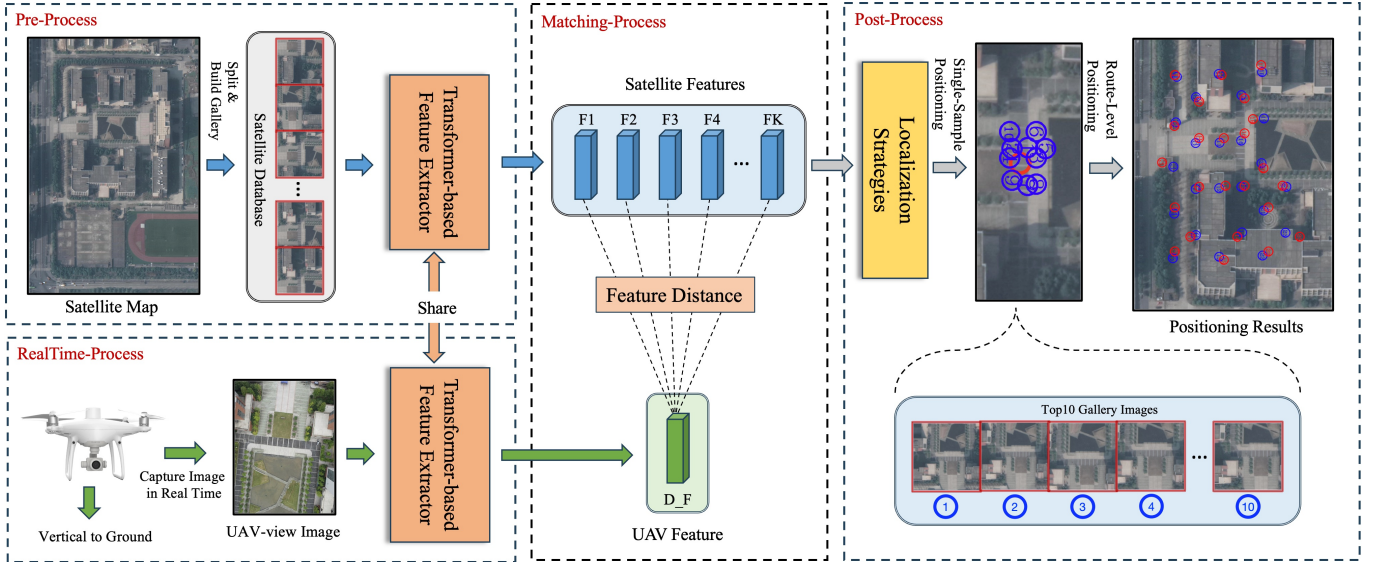 Pre-Process
Satellite Map
Split &
Build Gallery
Satellite Database
...
Transformer-based
Feature Extractor
Share
RealTime-Process
Capture Image
in Real Time
Vertical to Ground
UAV-view Image
Transformer-based
Feature Extractor
Matching-Process
Satellite Features
F1 F2 F3 F4 FK
...
Feature Distance
D_F
UAV Feature
Post-Process
Localization
Strategies
Single-Sample
Positioning
Route-Level
Positioning
Positioning Results
Top10 Gallery Images
...
1 2 3 4 10